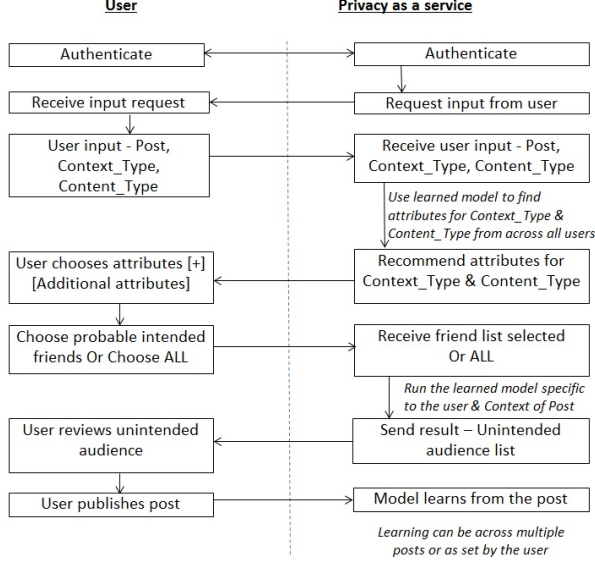 User
Privacy as a service
Authenticate
Authenticate
Receive input request
Request input from user
User input - Post,
Context_Type,
Content_Type
Receive user input - Post,
Context_Type, Content_Type
Use learned model to find
attributes for Context_Type &
Content_Type from across all users
User chooses attributes [+]
[Additional attributes]
Recommend attributes for
Context_Type & Content_Type
Choose probable intended
friends Or Choose ALL
Receive friend list selected
Or ALL
Run the learned model specific
to the user & Context of Post
User reviews unintended
audience
Send result – Unintended
audience list
User publishes post
Model learns from the post
Learning can be across multiple
posts or as set by the user